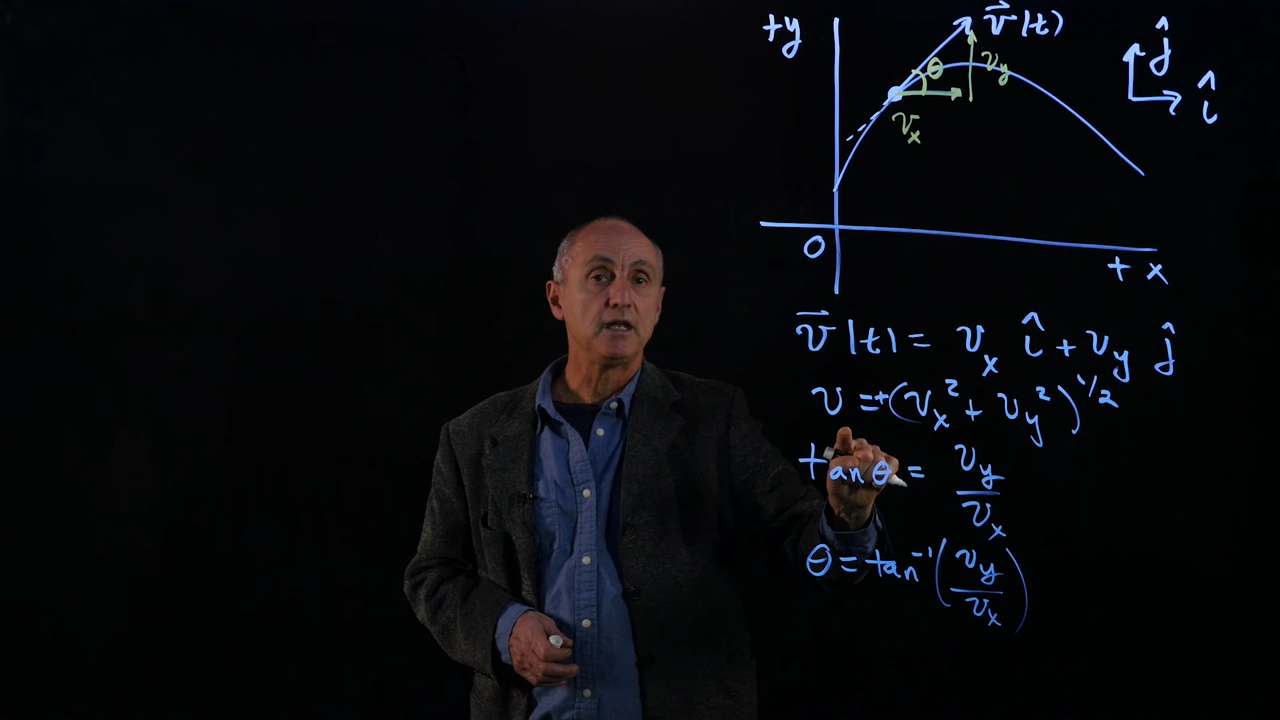 +y
v⃗(t)
θ
v_y
v_x
ĵ
î
0
+ x
v⃗(t) = v_x î + v_y ĵ
v = +(v_x² + v_y²)^1/2
tan θ = v_y / v_x
θ = tan⁻¹(v_y / v_x)